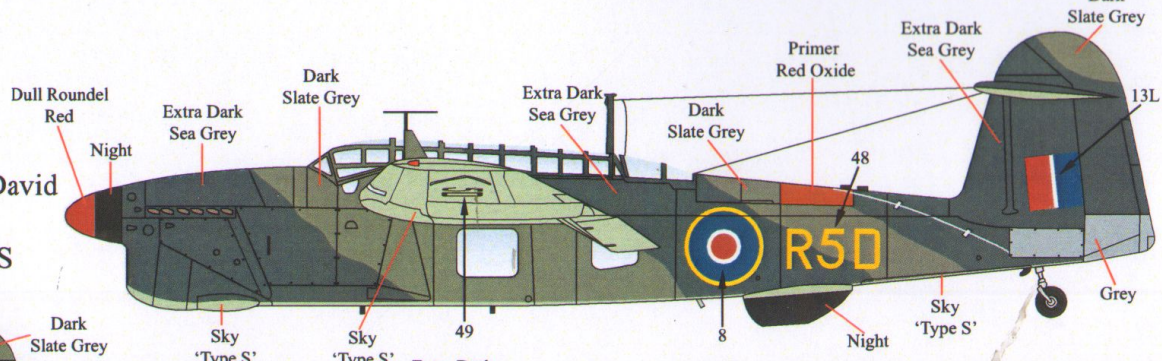 Dark
Slate Grey
Extra Dark
Sea Grey
Primer
Red Oxide
Dark
Slate Grey
Dull Roundel
Red
Extra Dark
Sea Grey
Extra Dark
Sea Grey
13L
Dark
Slate Grey
Night
48
David
R5D
S
Dark
Slate Grey
Sky
'Type S'
Sky
'Type S'
49
8
Night
Sky
'Type S'
Grey